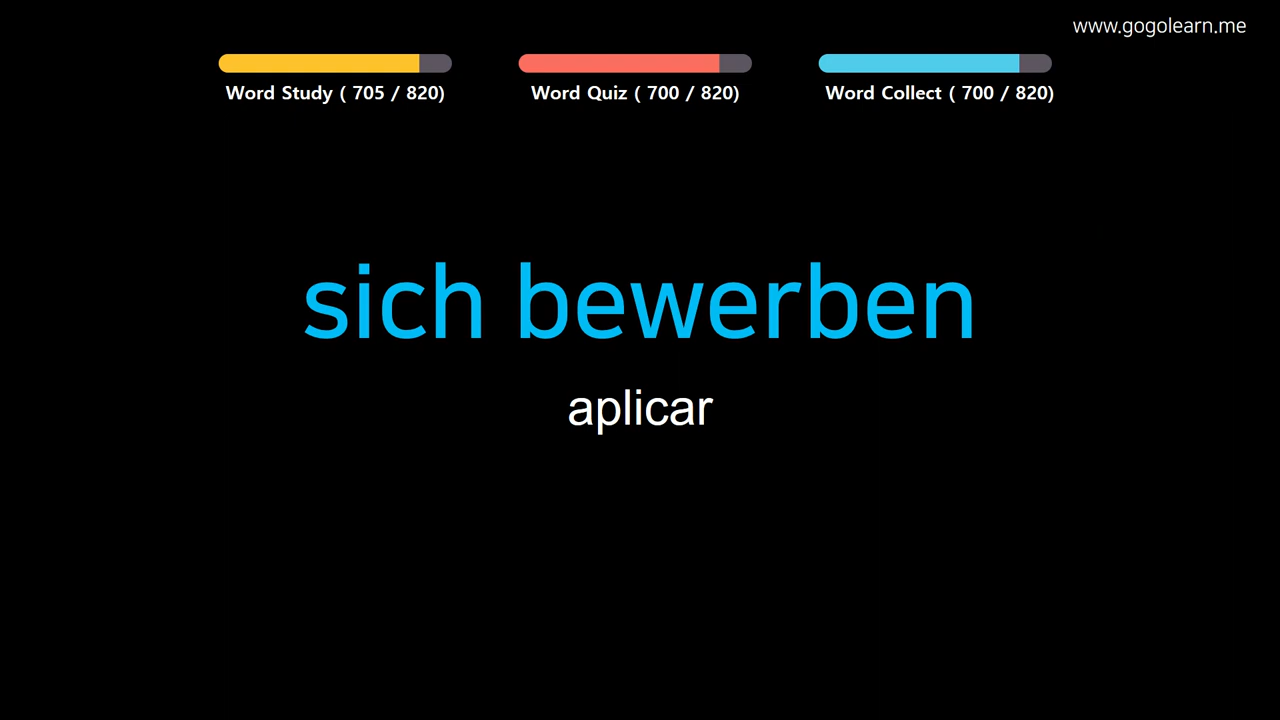 www.gogolearn.me
Word Study ( 705 / 820)
Word Quiz ( 700 / 820)
Word Collect ( 700 / 820)
sich bewerben
aplicar